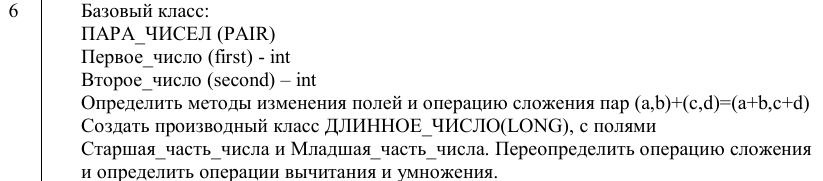 6 Базовый класс:
ПАРА_ЧИСЕЛ (PAIR)
Первое_число (first) - int
Второе_число (second) – int
Определить методы изменения полей и операцию сложения пар (a,b)+(c,d)=(a+b,c+d)
Создать производный класс ДЛИННОЕ_ЧИСЛО(LONG), с полями
Старшая_часть_числа и Младшая_часть_числа. Переопределить операцию сложения
и определить операции вычитания и умножения.